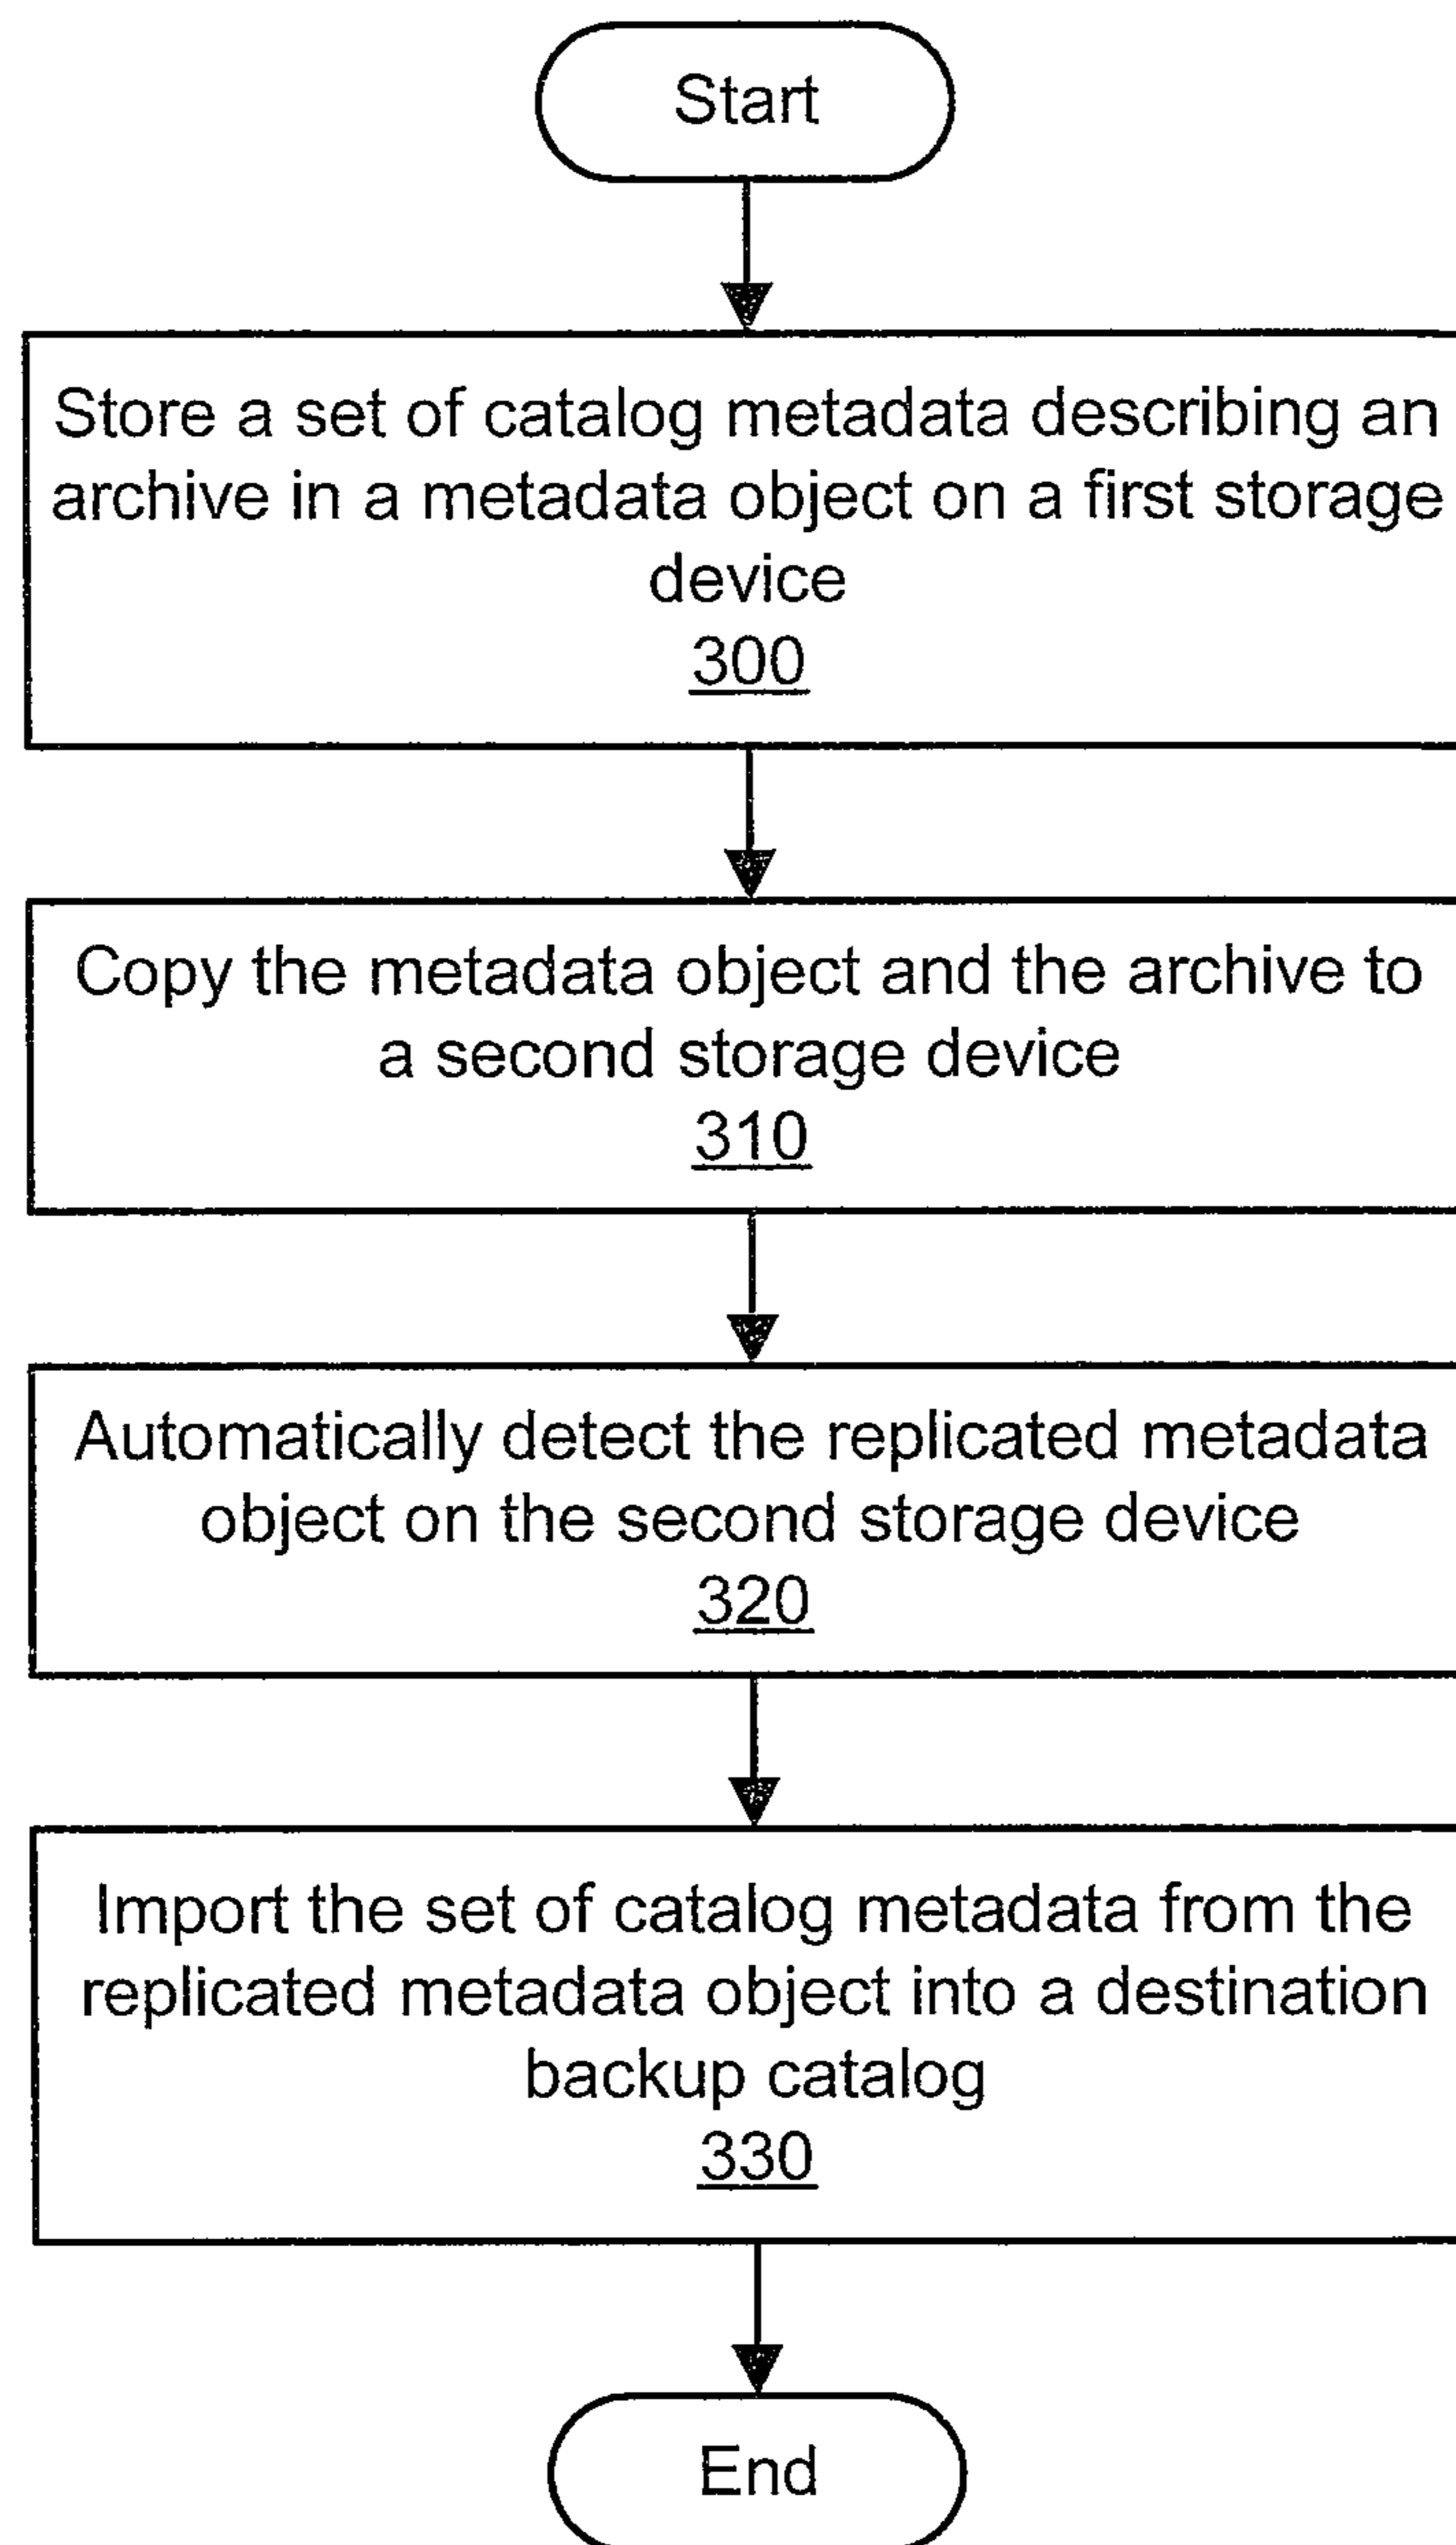 Start
Store a set of catalog metadata describing an
archive in a metadata object on a first storage
device
300
Copy the metadata object and the archive to
a second storage device
310
Automatically detect the replicated metadata
object on the second storage device
320
Import the set of catalog metadata from the
replicated metadata object into a destination
backup catalog
330
End